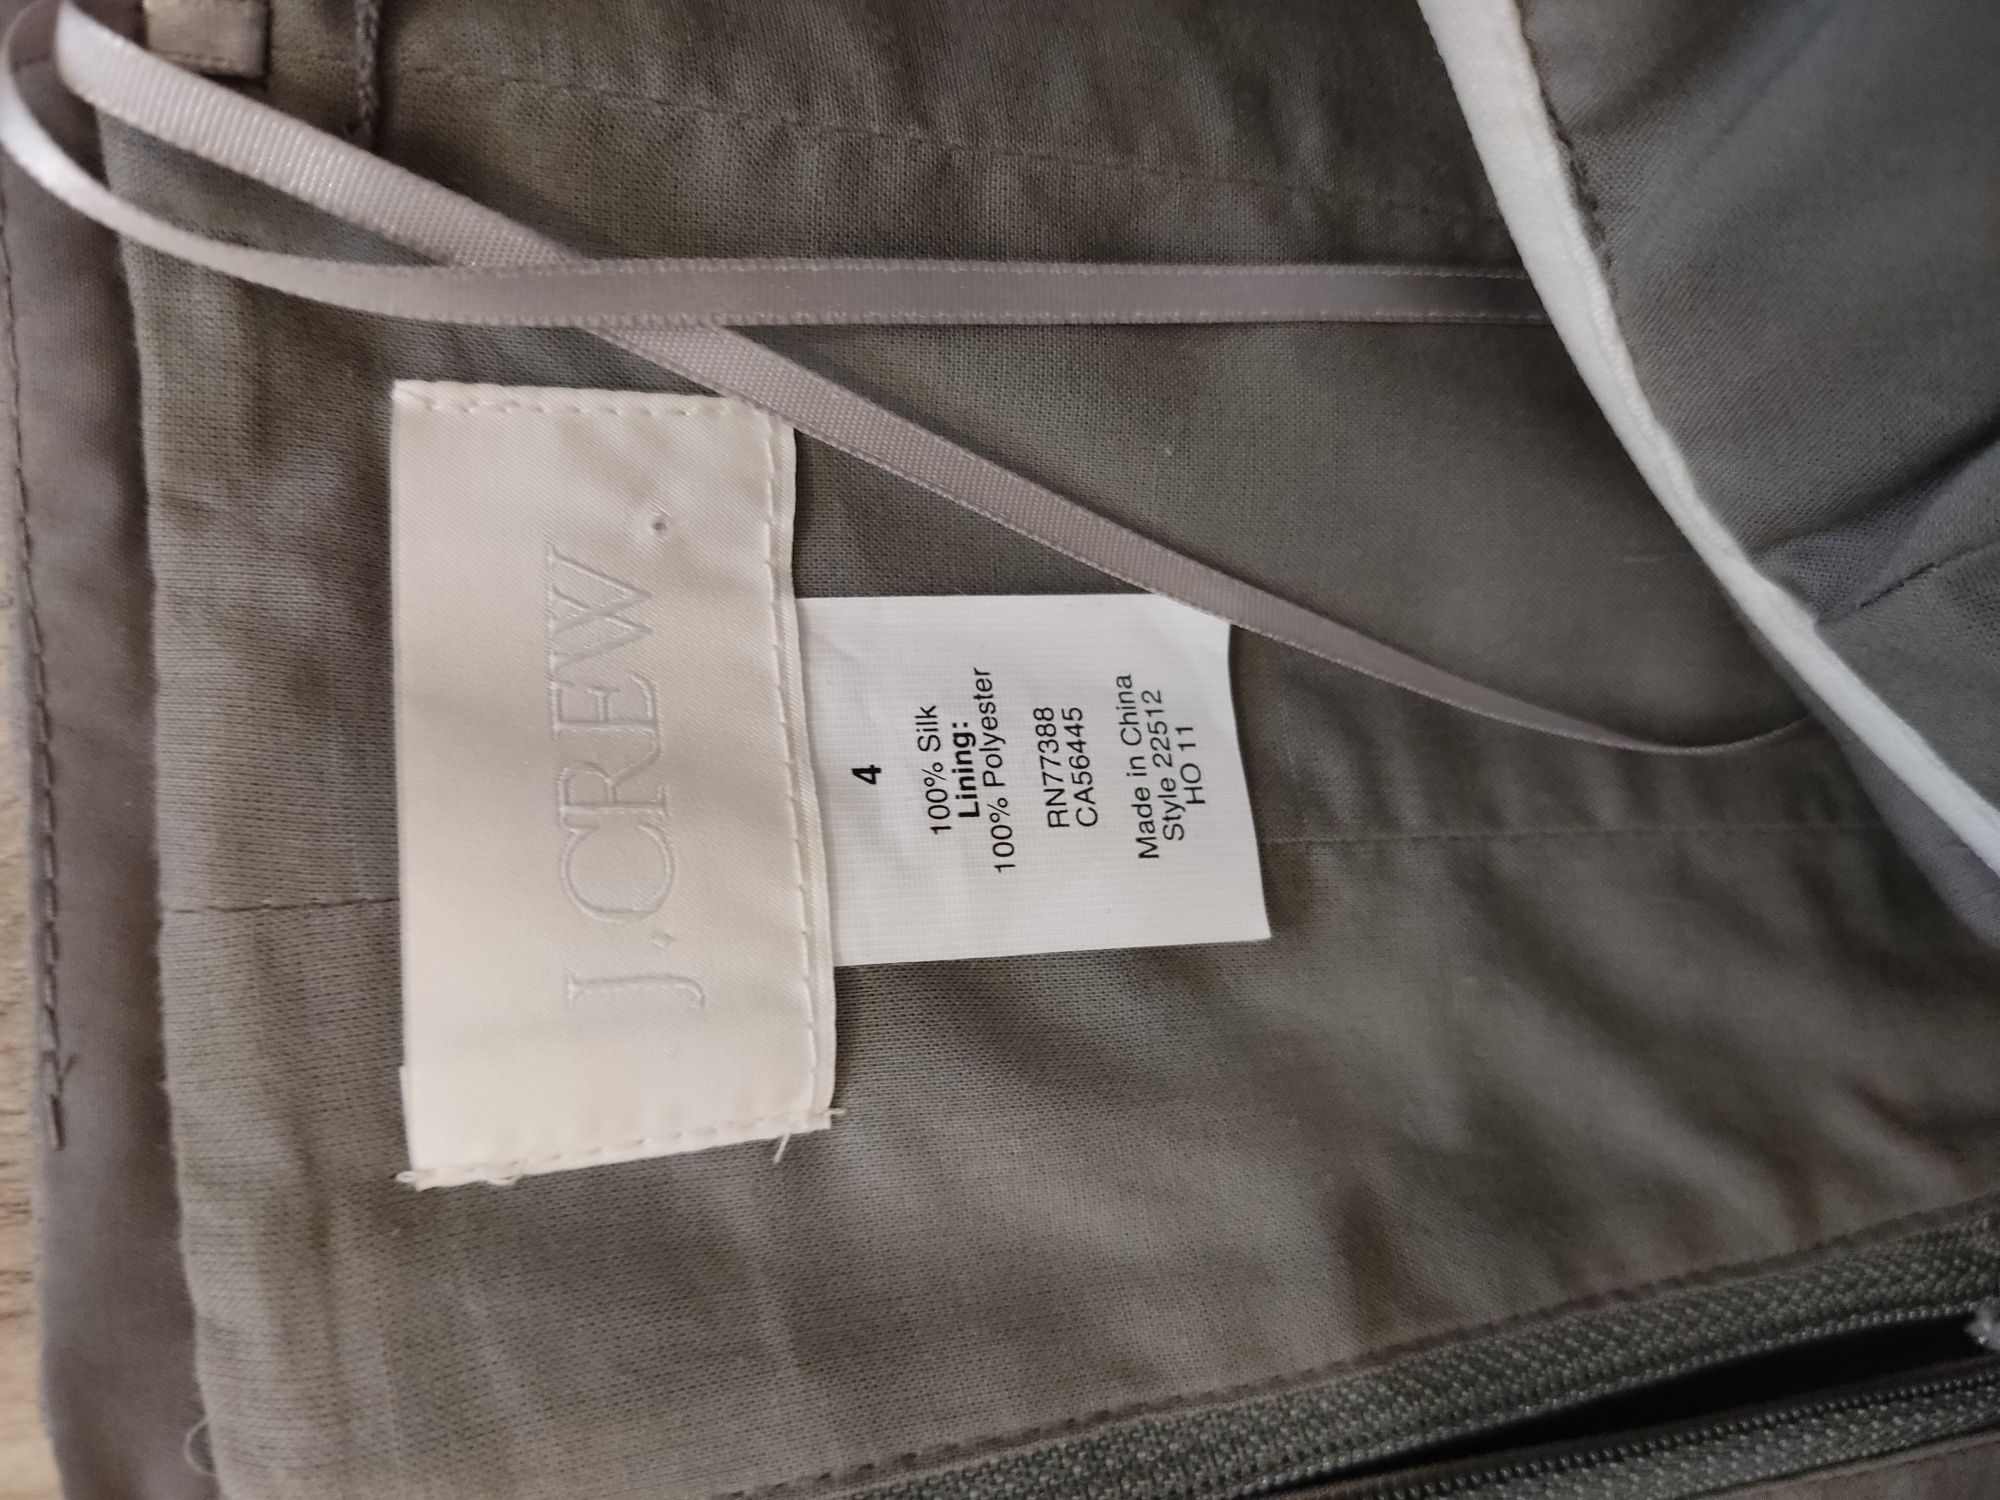 J.CREW
4
100% Silk
Lining:
100% Polyester
RN77388
CA56445
Made in China
Style 22512
HO 11